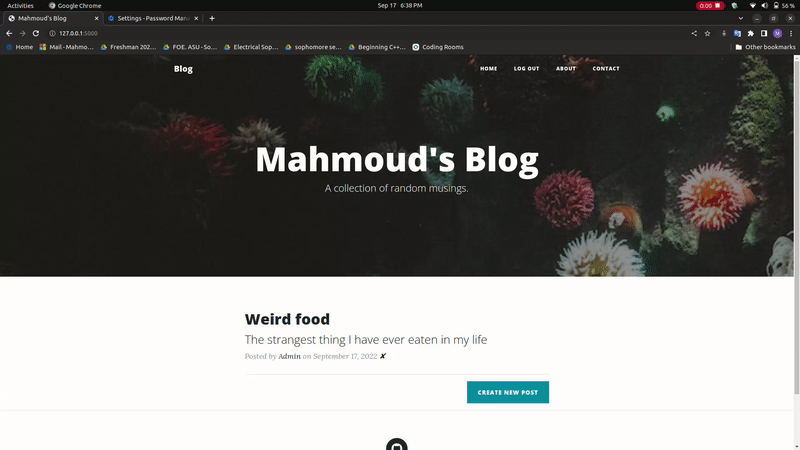 Activities
Google Chrome
Sep 17 6:38 PM
0:00
56 %
Mahmoud's Blog
Settings - Password Mana
127.0.0.1:5000
Home
Mail - Mahmo...
Freshman 202...
FOE. ASU - So...
Electrical Sop...
sophomore se...
Beginning C++...
Coding Rooms
Other bookmarks
Blog
HOME
LOG OUT
ABOUT
CONTACT
Mahmoud's Blog
A collection of random musings.
Weird food
The strangest thing I have ever eaten in my life
Posted by Admin on September 17, 2022 ✘
CREATE NEW POST